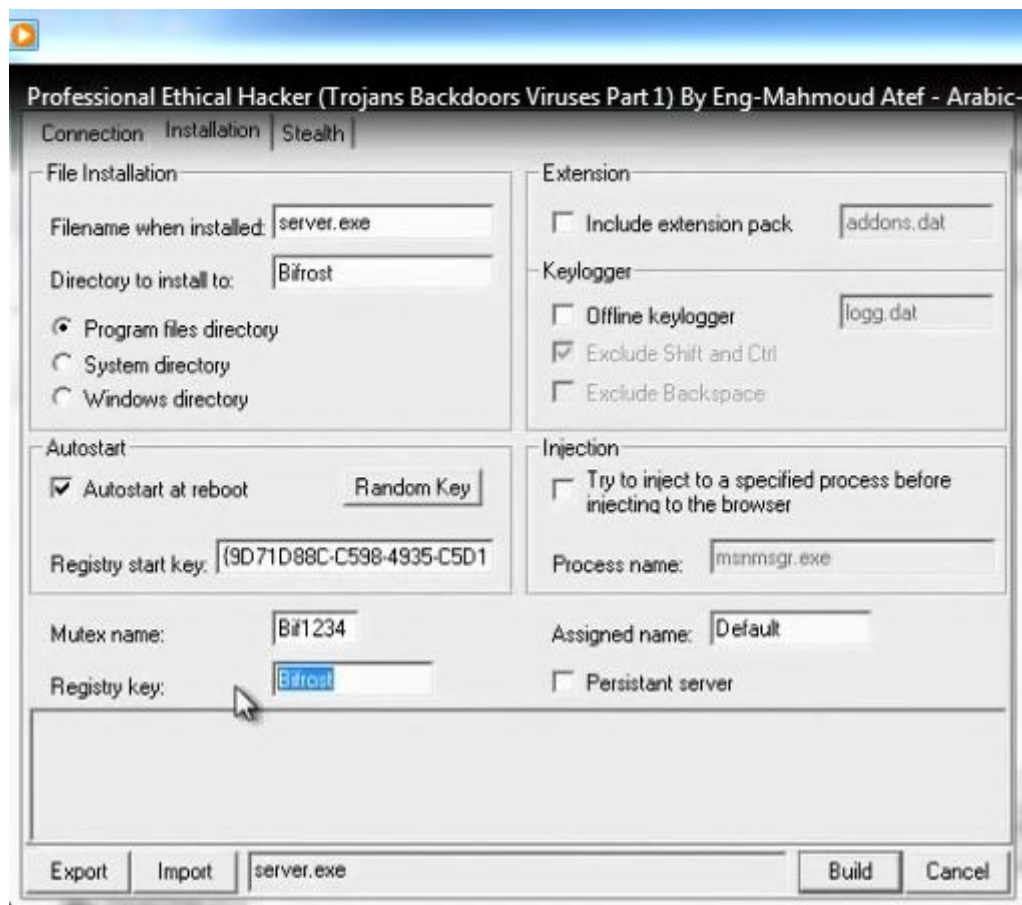 Professional Ethical Hacker (Trojans Backdoors Viruses Part 1) By Eng-Mahmoud Atef - Arabic-
Connection Installation Stealth
File Installation
Filename when installed: server.exe
Directory to install to: Bifrost
Program files directory
System directory
Windows directory
Extension
Include extension pack addons.dat
Keylogger
Offline keylogger logg.dat
Exclude Shift and Ctrl
Exclude Backspace
Autostart
Autostart at reboot Random Key
Registry start key: {9D71D88C-C598-4935-C5D1
Injection
Try to inject to a specified process before
injecting to the browser
Process name: msnmsgr.exe
Mutex name: Bif1234
Assigned name: Default
Registry key: Bifrost
Persistant server
Export Import server.exe Build Cancel